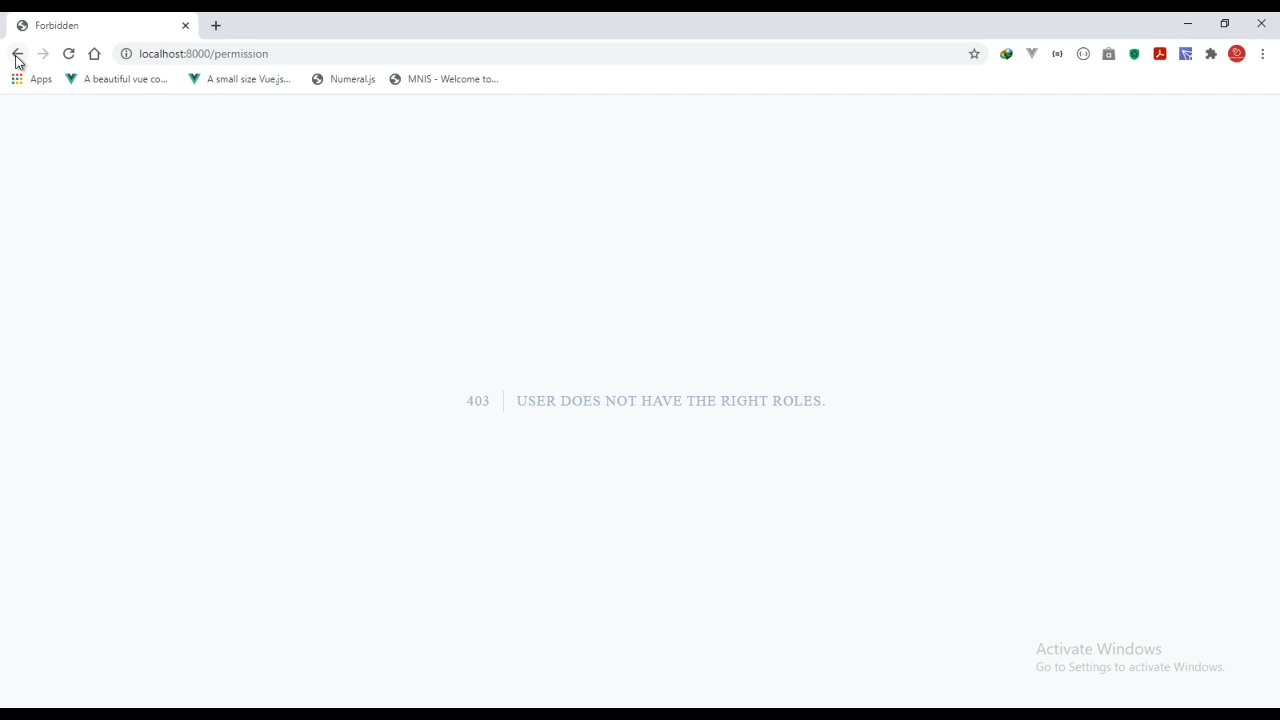 Forbidden
localhost:8000/permission
Apps
A beautiful vue co...
A small size Vue.js...
Numeral.js
MNIS - Welcome to...
403
USER DOES NOT HAVE THE RIGHT ROLES.
Activate Windows
Go to Settings to activate Windows.